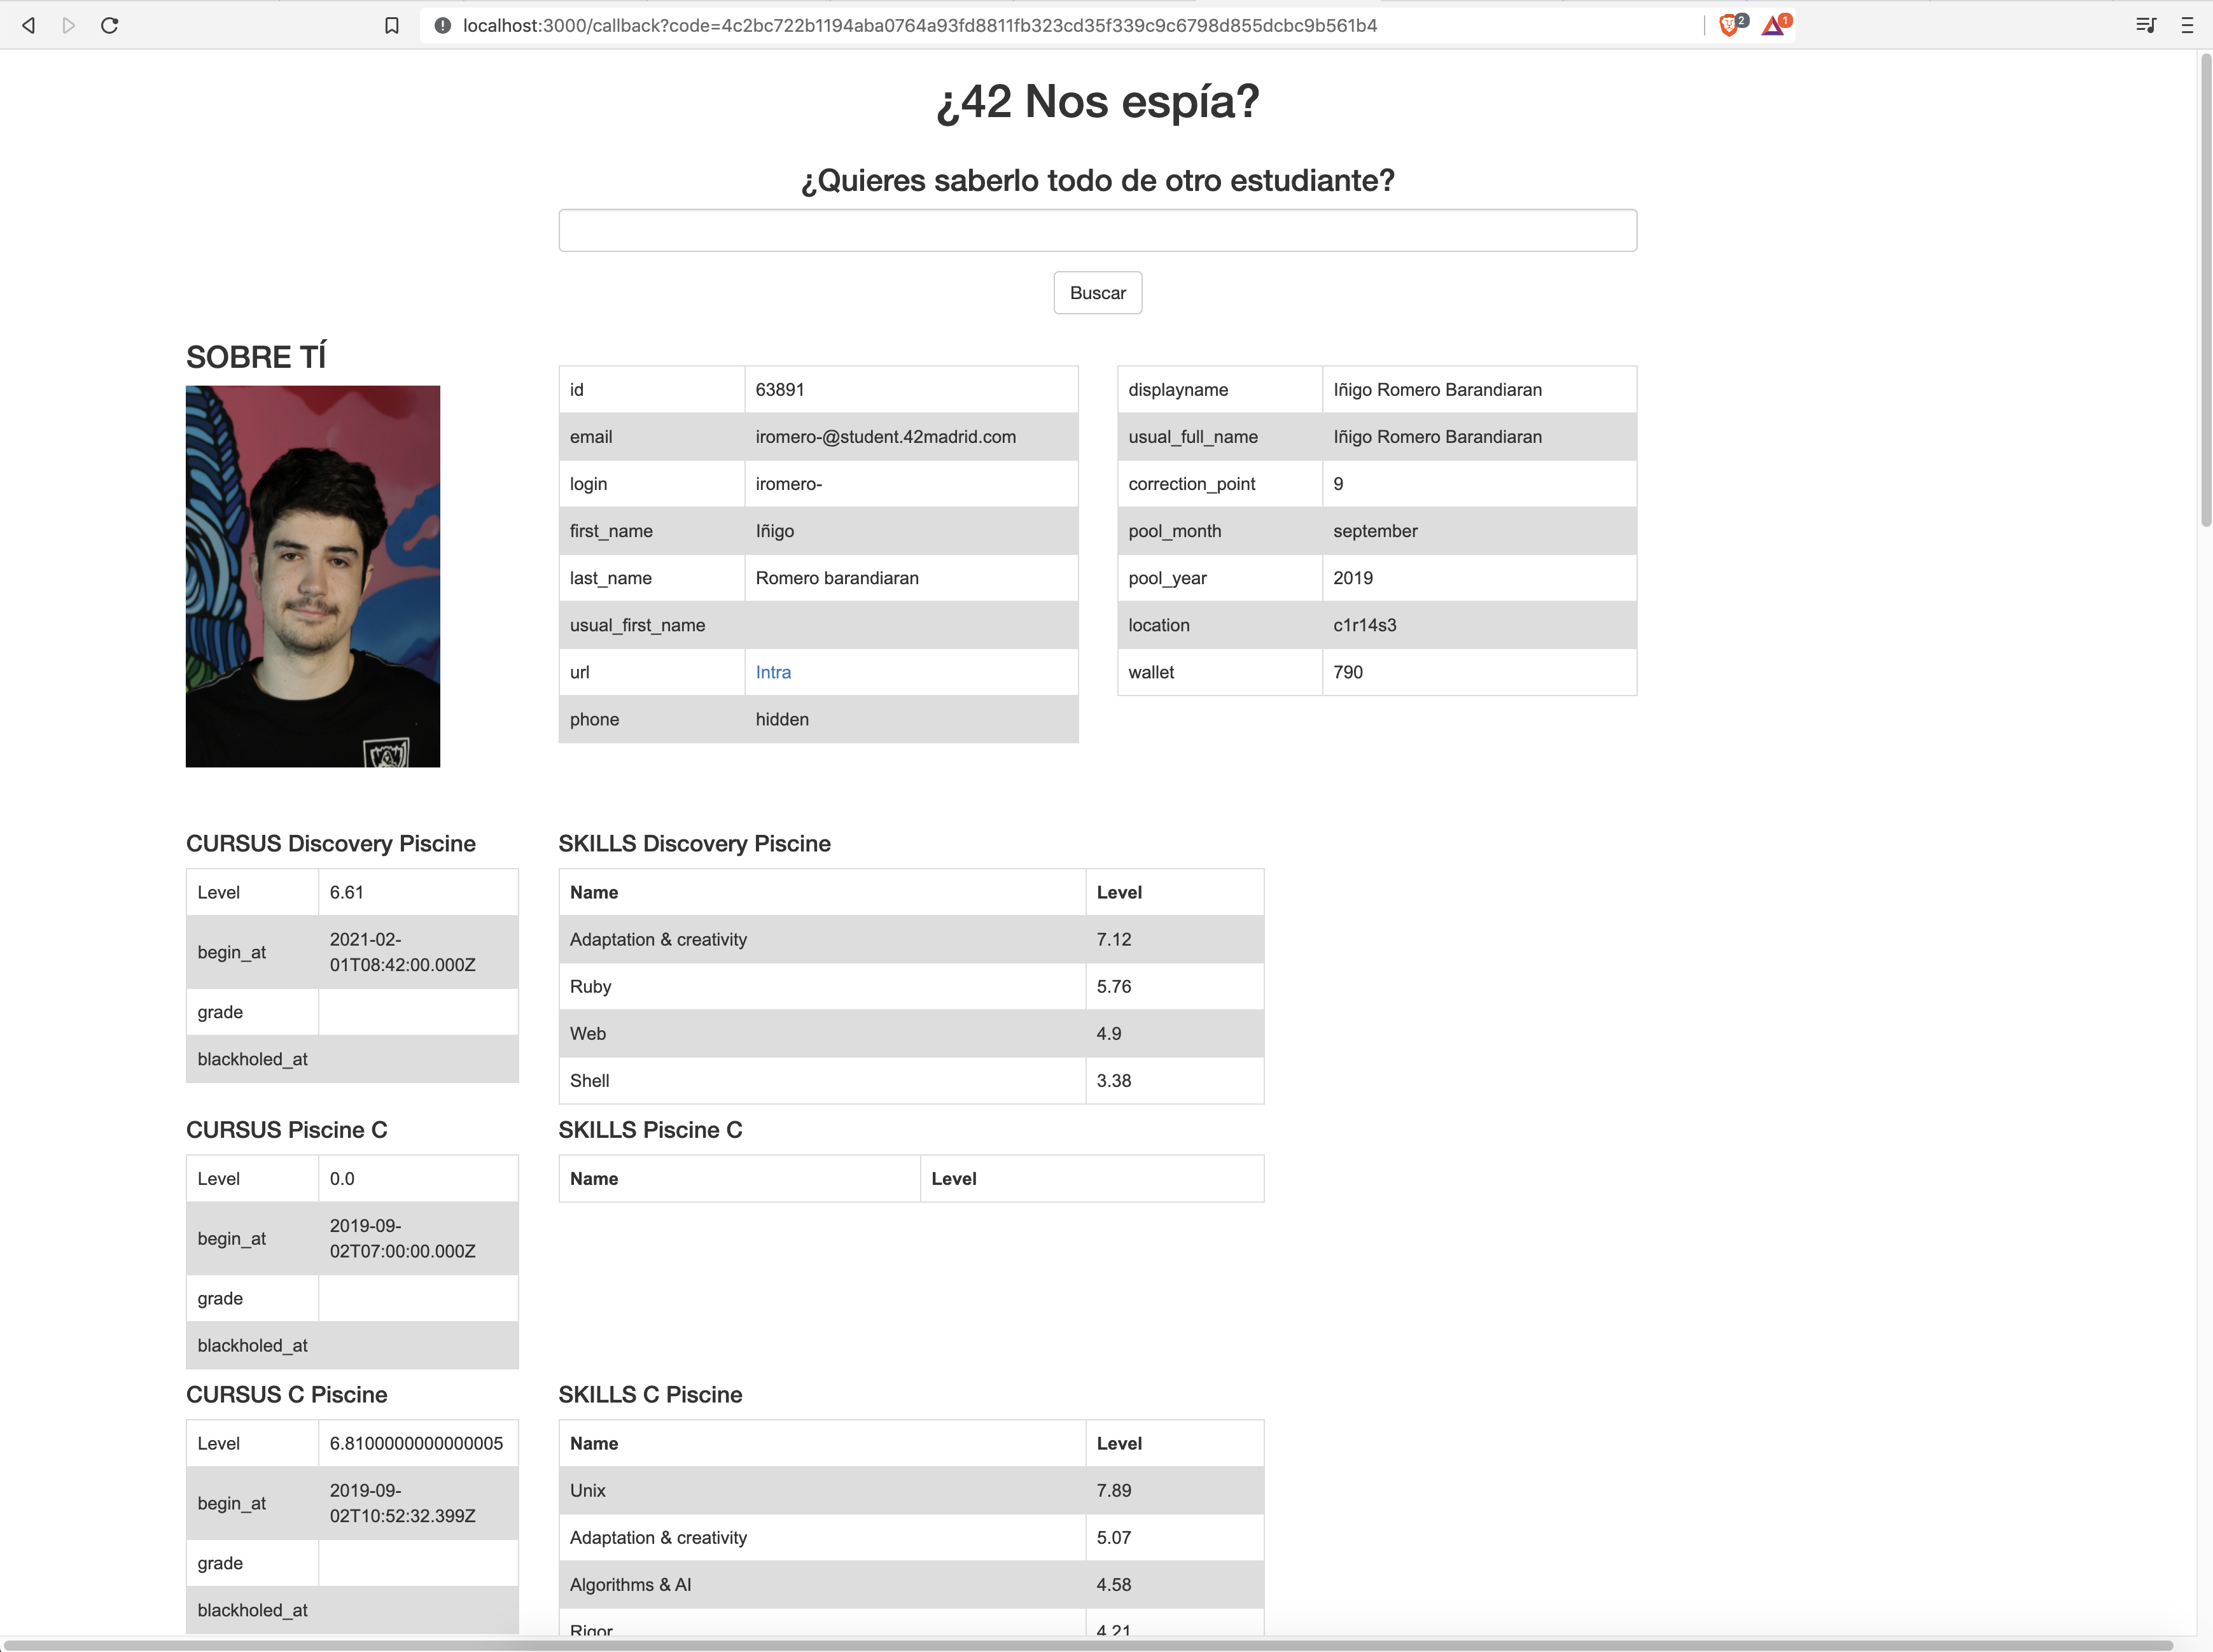 localhost:3000/callback?code=4c2bc722b1194aba0764a93fd8811fb323cd35f339c9c6798d855dcbc9b561b4
2
1
¿42 Nos espía?
¿Quieres saberlo todo de otro estudiante?
Buscar
SOBRE TÍ
id 63891
email iromero-@student.42madrid.com
login iromero-
first_name Iñigo
last_name Romero barandiaran
usual_first_name
url Intra
phone hidden
displayname Iñigo Romero Barandiaran
usual_full_name Iñigo Romero Barandiaran
correction_point 9
pool_month september
pool_year 2019
location c1r14s3
wallet 790
CURSUS Discovery Piscine
Level 6.61
begin_at 2021-02-
01T08:42:00.000Z
grade
blackholed_at
SKILLS Discovery Piscine
Name Level
Adaptation & creativity 7.12
Ruby 5.76
Web 4.9
Shell 3.38
CURSUS Piscine C
Level 0.0
begin_at 2019-09-
02T07:00:00.000Z
grade
blackholed_at
SKILLS Piscine C
Name Level
CURSUS C Piscine
Level 6.8100000000000005
begin_at 2019-09-
02T10:52:32.399Z
grade
blackholed_at
SKILLS C Piscine
Name Level
Unix 7.89
Adaptation & creativity 5.07
Algorithms & AI 4.58
Rigor 4.21